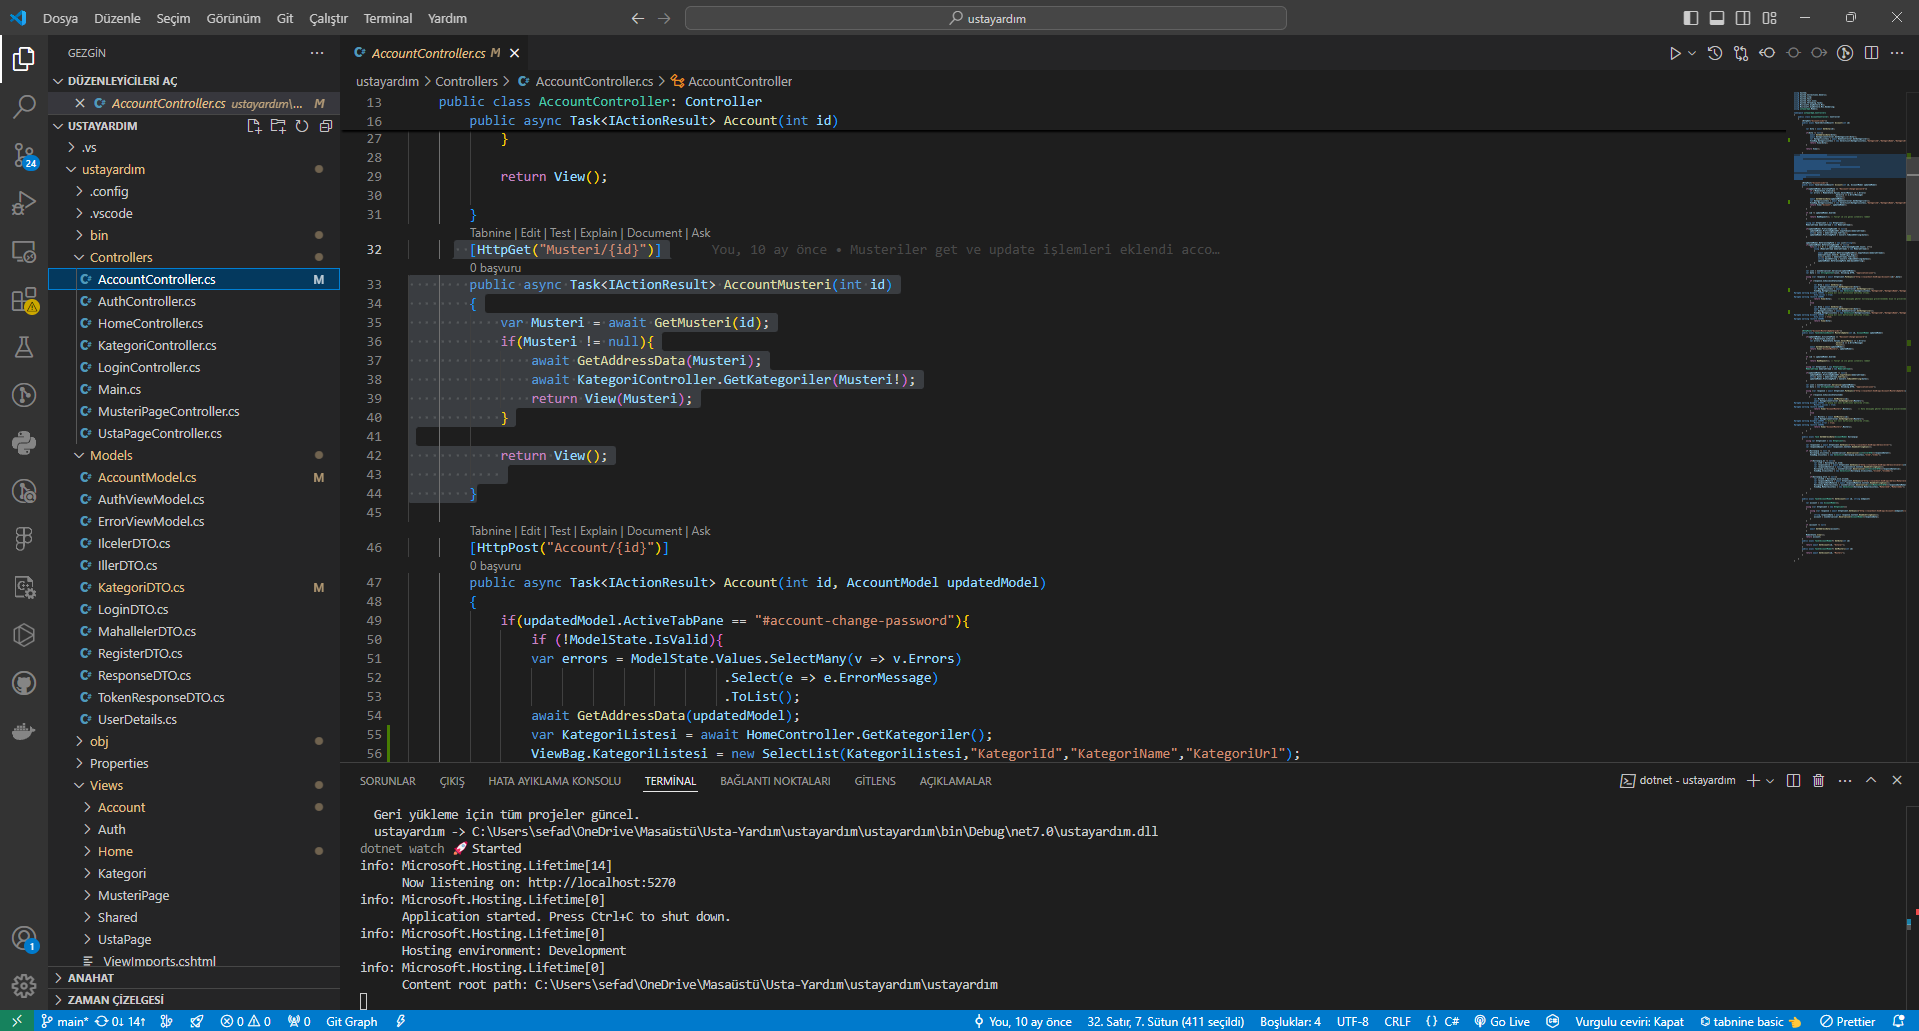 Dosya Düzenle Seçim Görünüm Git Çalıştır Terminal Yardım
ustayardım
GEZGİN
DÜZENLEYİCİLERİ AÇ
AccountController.cs ustayardım\... M
USTAYARDIM
.vs
ustayardım
.config
.vscode
bin
Controllers
AccountController.cs M
AuthController.cs
HomeController.cs
KategoriController.cs
LoginController.cs
Main.cs
MusteriPageController.cs
UstaPageController.cs
Models
AccountModel.cs M
AuthViewModel.cs
ErrorViewModel.cs
IlcelerDTO.cs
IllerDTO.cs
KategoriDTO.cs M
LoginDTO.cs
MahallelerDTO.cs
RegisterDTO.cs
ResponseDTO.cs
TokenResponseDTO.cs
UserDetails.cs
obj
Properties
Views
Account
Auth
Home
Kategori
MusteriPage
Shared
UstaPage
_ViewImports.cshtml
ANAHAT
ZAMAN ÇİZELGESİ
24
1
AccountController.cs M
ustayardım > Controllers > AccountController.cs > AccountController
13 public class AccountController: Controller
16 public async Task<IActionResult> Account(int id)
27 }
28
29 return View();
30
31 }
Tabnine | Edit | Test | Explain | Document | Ask
32 [HttpGet("Musteri/{id}")] You, 10 ay önce • Musteriler get ve update işlemleri eklendi acco…
0 başvuru
33 public async Task<IActionResult> AccountMusteri(int id)
34 {
35 var Musteri = await GetMusteri(id);
36 if(Musteri != null){
37 await GetAddressData(Musteri);
38 await KategoriController.GetKategoriler(Musteri!);
39 return View(Musteri);
40 }
41
42 return View();
43
44 }
45
Tabnine | Edit | Test | Explain | Document | Ask
46 [HttpPost("Account/{id}")]
0 başvuru
47 public async Task<IActionResult> Account(int id, AccountModel updatedModel)
48 {
49 if(updatedModel.ActiveTabPane == "#account-change-password"){
50 if (!ModelState.IsValid){
51 var errors = ModelState.Values.SelectMany(v => v.Errors)
52 .Select(e => e.ErrorMessage)
53 .ToList();
54 await GetAddressData(updatedModel);
55 var KategoriListesi = await HomeController.GetKategoriler();
56 ViewBag.KategoriListesi = new SelectList(KategoriListesi,"KategoriId","KategoriName","KategoriUrl");
SORUNLAR ÇIKIŞ HATA AYIKLAMA KONSOLU TERMİNAL BAĞLANTI NOKTALARI GİTLENS AÇIKLAMALAR
dotnet - ustayardım
Geri yükleme için tüm projeler güncel.
ustayardım -> C:\Users\sefad\OneDrive\Masaüstü\Usta-Yardım\ustayardım\ustayardım\bin\Debug\net7.0\ustayardım.dll
dotnet watch 🚀 Started
info: Microsoft.Hosting.Lifetime[14]
Now listening on: http://localhost:5270
info: Microsoft.Hosting.Lifetime[0]
Application started. Press Ctrl+C to shut down.
info: Microsoft.Hosting.Lifetime[0]
Hosting environment: Development
info: Microsoft.Hosting.Lifetime[0]
Content root path: C:\Users\sefad\OneDrive\Masaüstü\Usta-Yardım\ustayardım\ustayardım
main* 0↓ 14↑ 0 0 0 Git Graph You, 10 ay önce 32. Satır, 7. Sütun (411 seçildi) Boşluklar: 4 UTF-8 CRLF {} C# Go Live Vurgulu ceviri: Kapat tabnine basic 👈 Prettier